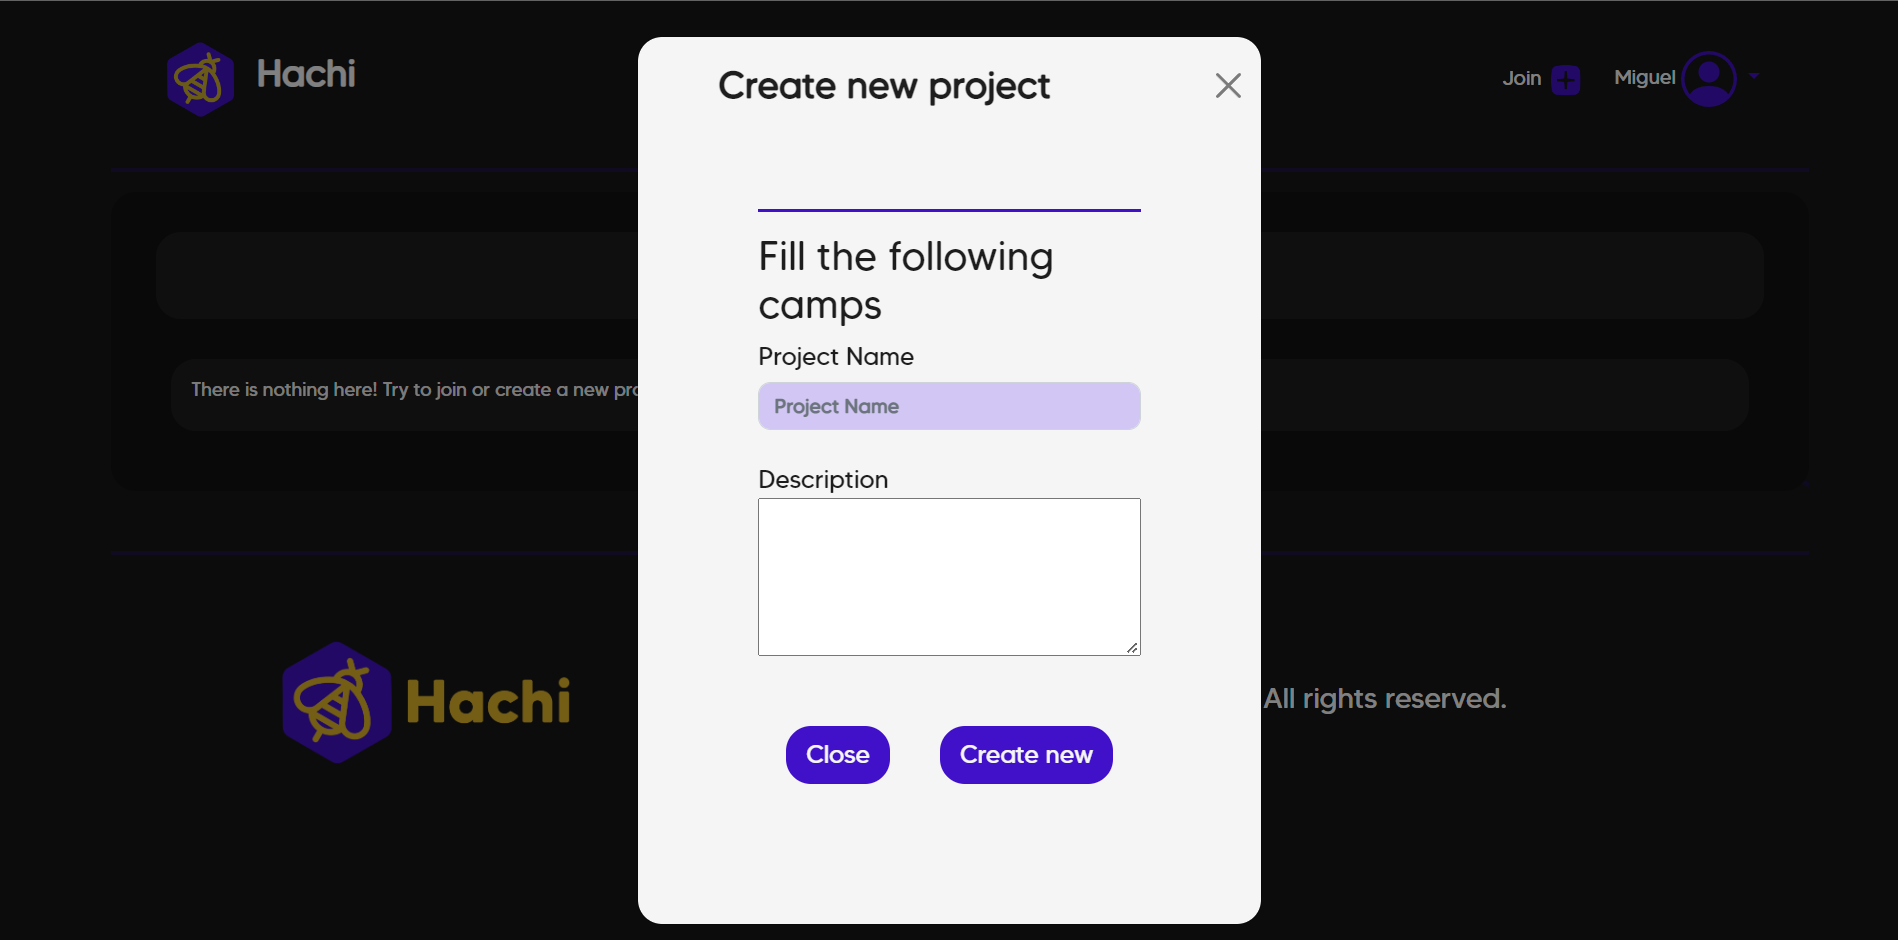 Hachi
Join
Miguel
Create new project
There is nothing here! Try to join or create a new
Fill the following
camps
Project Name
Project Name
Description
Close
Create new
Hachi
All rights reserved.